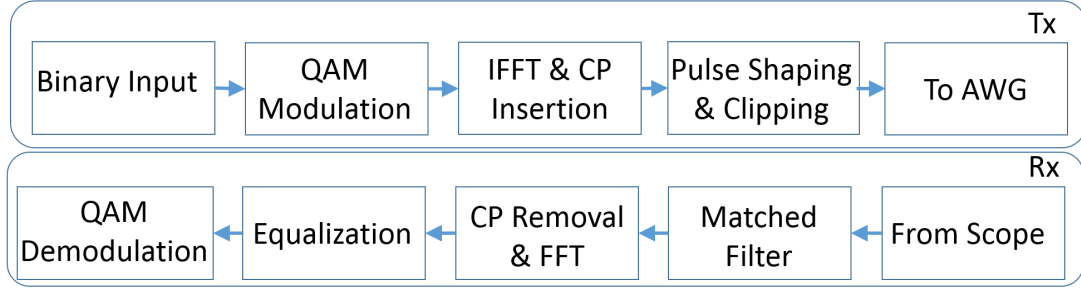 Tx
Binary Input
QAM
Modulation
IFFT & CP
Insertion
Pulse Shaping
& Clipping
To AWG
Rx
QAM
Demodulation
Equalization
CP Removal
& FFT
Matched
Filter
From Scope